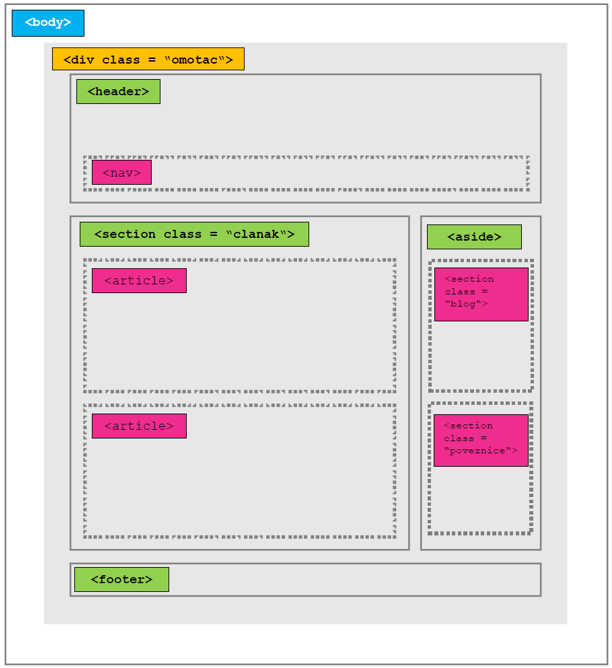 <body>
<div class = “omotac“>
<header>
<nav>
<section class = “clanak“>
<article>
<article>
<aside>
<section
class =
“blog“>
<section
class =
“poveznice“>
<footer>